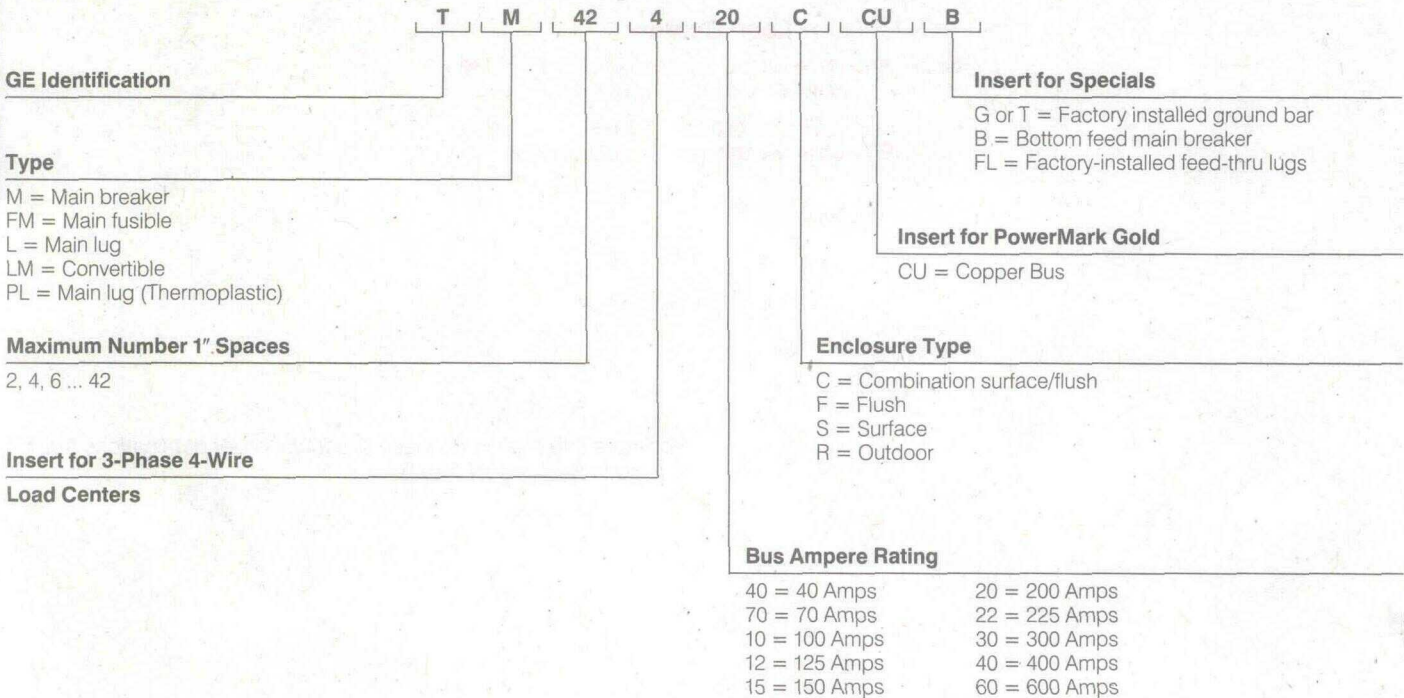 T M 42 4 20 C CU B
GE Identification
Type
M = Main breaker
FM = Main fusible
L = Main lug
LM = Convertible
PL = Main lug (Thermoplastic)
Maximum Number 1" Spaces
2, 4, 6 ... 42
Insert for 3-Phase 4-Wire
Load Centers
Insert for Specials
G or T = Factory installed ground bar
B = Bottom feed main breaker
FL = Factory-installed feed-thru lugs
Insert for PowerMark Gold
CU = Copper Bus
Enclosure Type
C = Combination surface/flush
F = Flush
S = Surface
R = Outdoor
Bus Ampere Rating
40 = 40 Amps 20 = 200 Amps
70 = 70 Amps 22 = 225 Amps
10 = 100 Amps 30 = 300 Amps
12 = 125 Amps 40 = 400 Amps
15 = 150 Amps 60 = 600 Amps